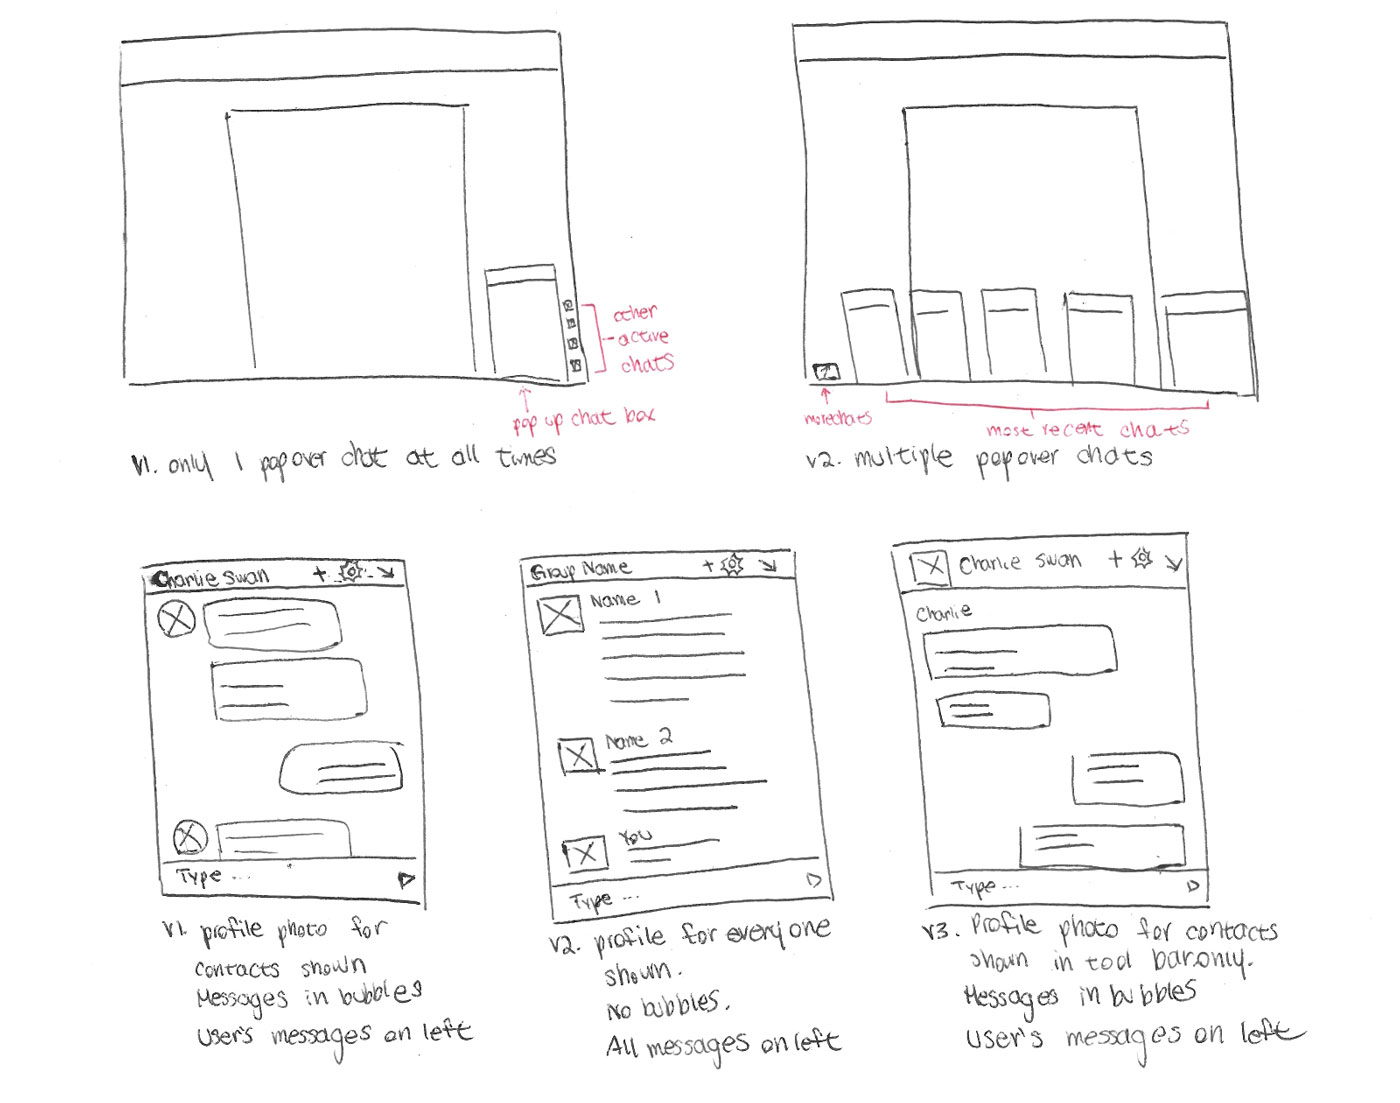 other
active
chats
pop up chat box
V1. only 1 popover chat at all times
more chats
most recent chats
V2. multiple popover chats
Charlie Swan +
Type ...
V1. profile photo for
contacts shown
Messages in bubbles
User's messages on left
Group Name +
Name 1
Name 2
You
Type ...
V2. profile for everyone
shown.
No bubbles.
All messages on left
Charlie Swan +
Charlie
Type ...
V3. Profile photo for contacts
shown in tool bar only.
Messages in bubbles
User's messages on left